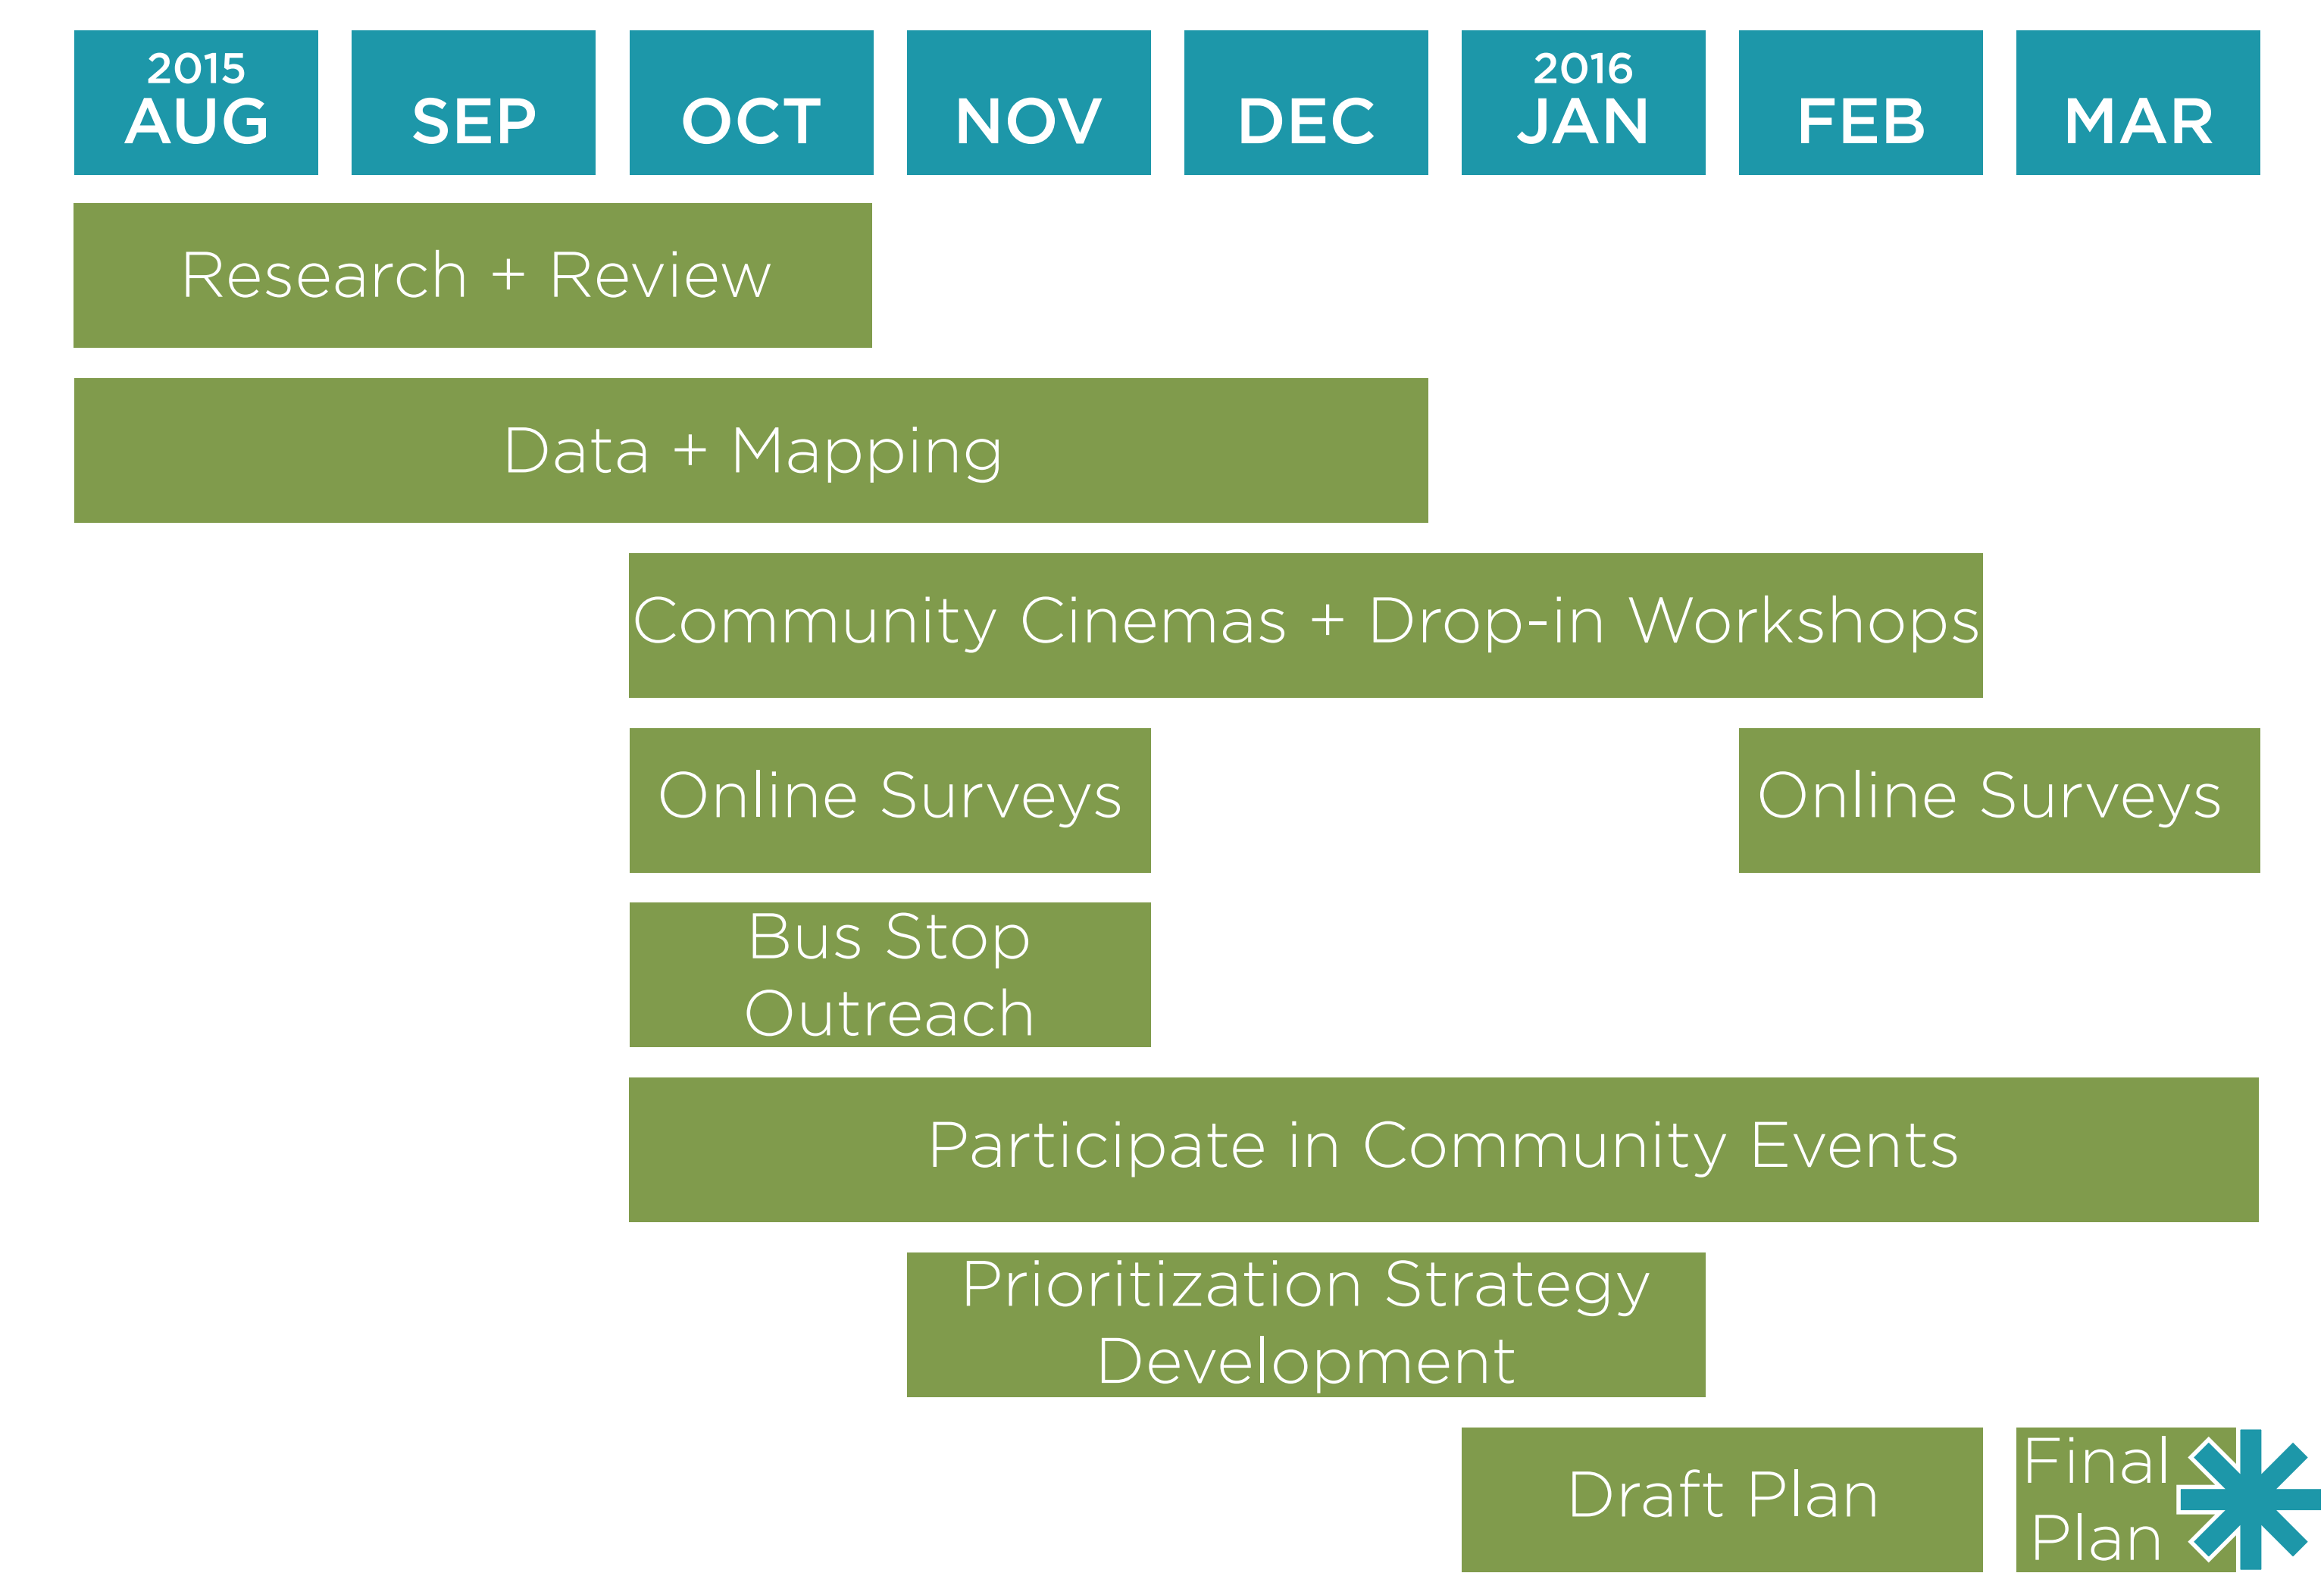 2015
AUG
SEP
OCT
NOV
DEC
2016
JAN
FEB
MAR
Research + Review
Data + Mapping
Community Cinemas + Drop-in Workshops
Online Surveys
Online Surveys
Bus Stop
Outreach
Participate in Community Events
Prioritization Strategy
Development
Draft Plan
Final
Plan